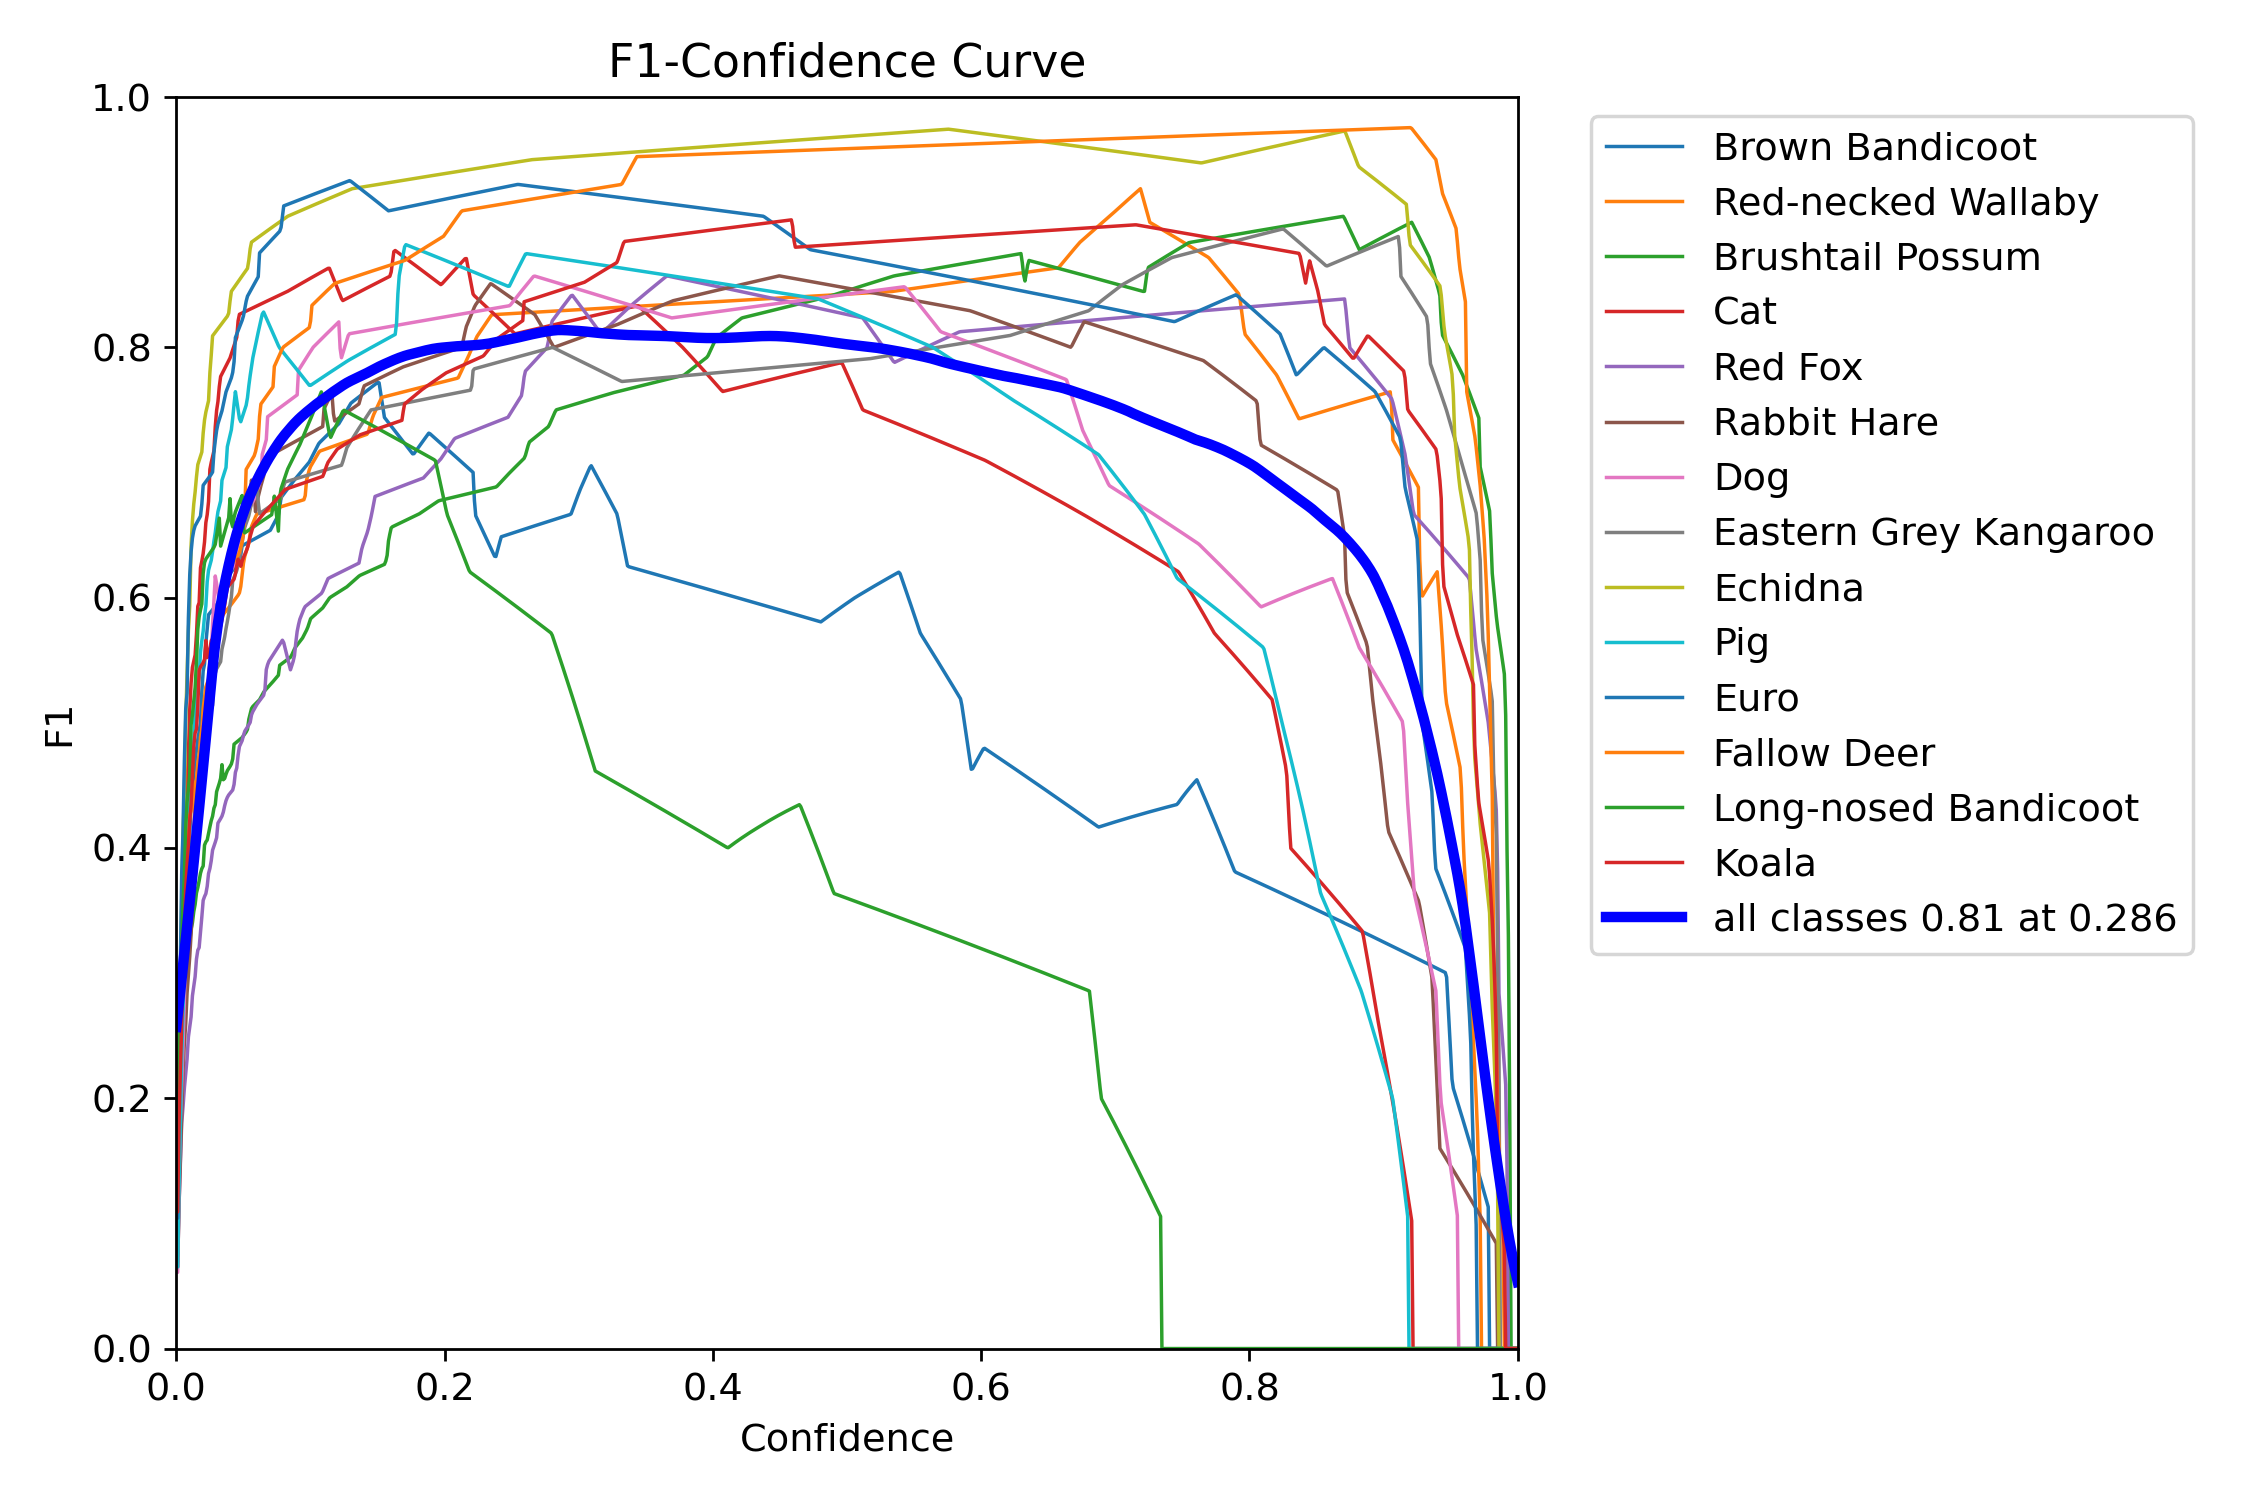 F1-Confidence Curve
1.0
0.8
0.6
0.4
0.2
0.0
F1
0.0 0.2 0.4 0.6 0.8 1.0
Confidence
Brown Bandicoot
Red-necked Wallaby
Brushtail Possum
Cat
Red Fox
Rabbit Hare
Dog
Eastern Grey Kangaroo
Echidna
Pig
Euro
Fallow Deer
Long-nosed Bandicoot
Koala
all classes 0.81 at 0.286